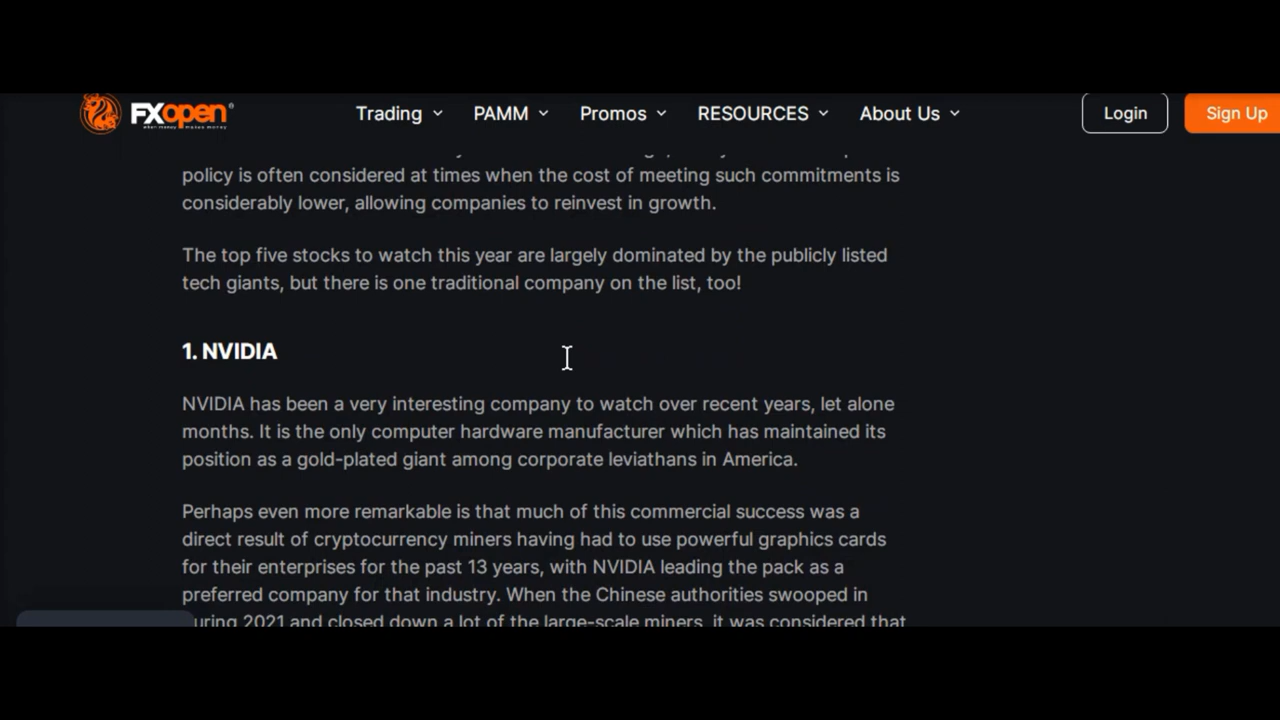 FXopen
Trading
PAMM
Promos
RESOURCES
About Us
Login
Sign Up
policy is often considered at times when the cost of meeting such commitments is
considerably lower, allowing companies to reinvest in growth.
The top five stocks to watch this year are largely dominated by the publicly listed
tech giants, but there is one traditional company on the list, too!
1. NVIDIA
NVIDIA has been a very interesting company to watch over recent years, let alone
months. It is the only computer hardware manufacturer which has maintained its
position as a gold-plated giant among corporate leviathans in America.
Perhaps even more remarkable is that much of this commercial success was a
direct result of cryptocurrency miners having had to use powerful graphics cards
for their enterprises for the past 13 years, with NVIDIA leading the pack as a
preferred company for that industry. When the Chinese authorities swooped in
2021 and closed down a lot of the large-scale miners, it was considered that